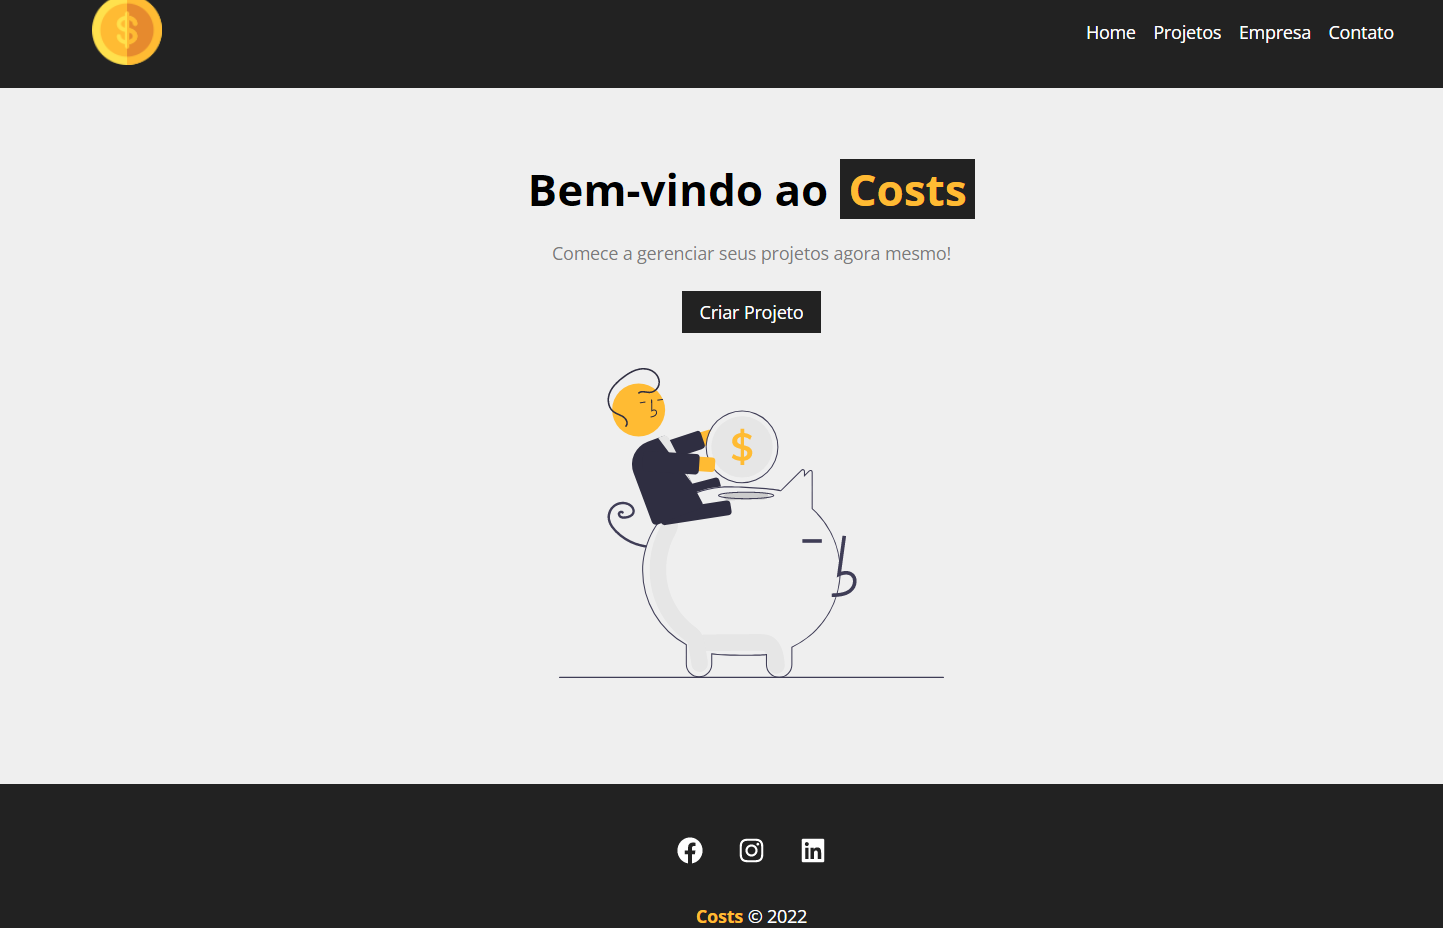 $
Home Projetos Empresa Contato
Bem-vindo ao Costs
Comece a gerenciar seus projetos agora mesmo!
Criar Projeto
$
Costs © 2022